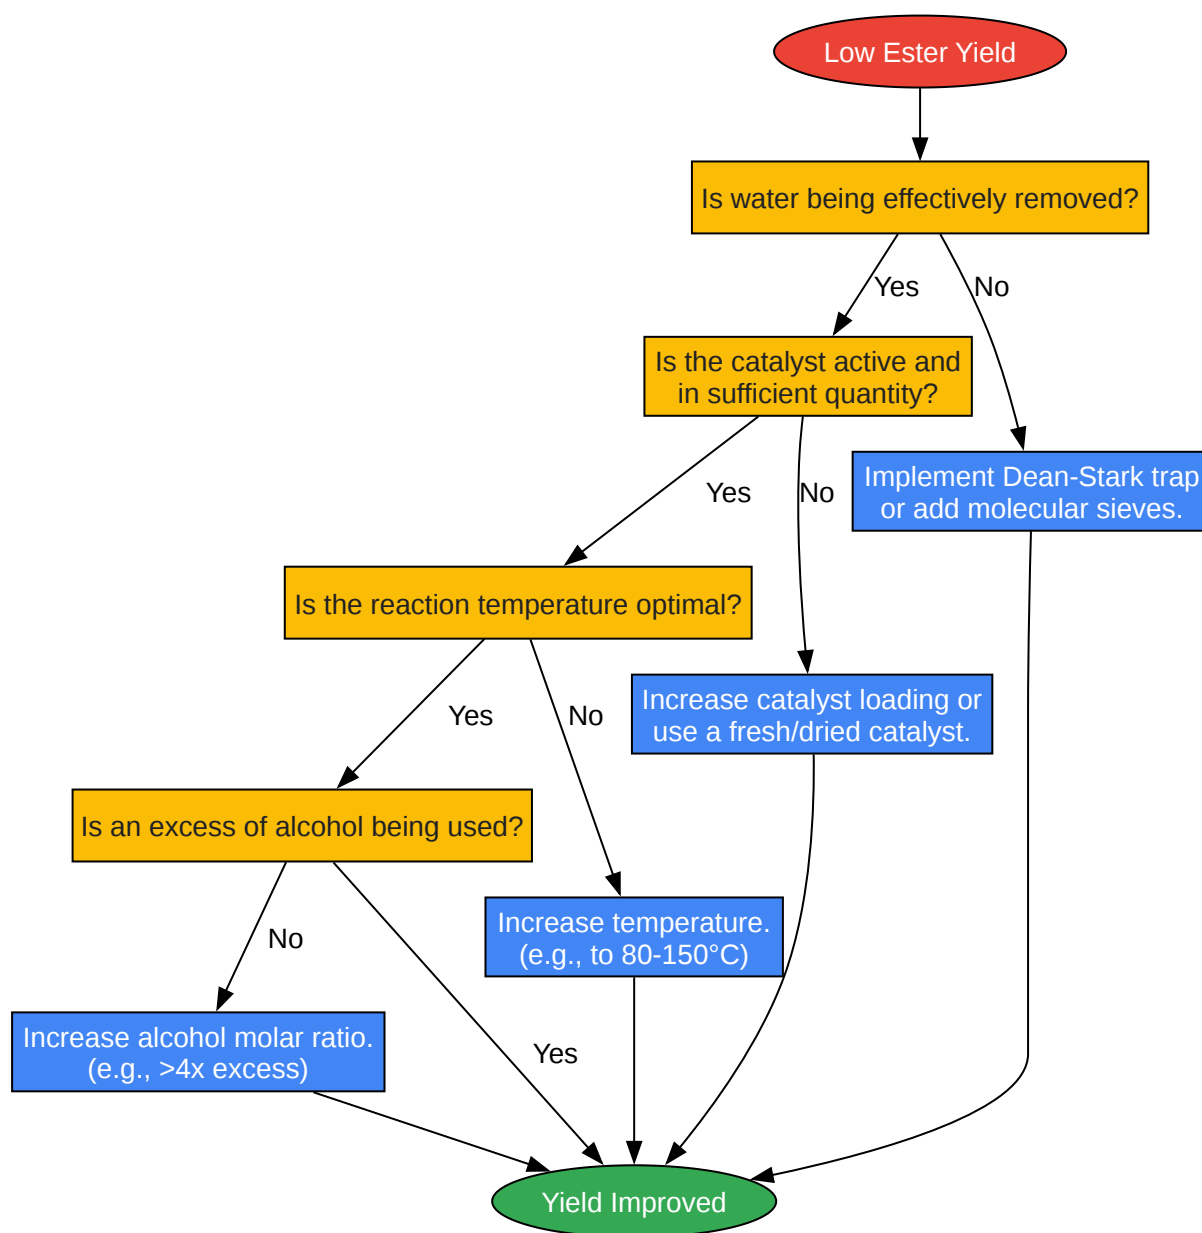 Low Ester Yield
Is water being effectively removed?
Yes
No
Is the catalyst active and
in sufficient quantity?
Implement Dean-Stark trap
or add molecular sieves.
Yes
No
Is the reaction temperature optimal?
Increase catalyst loading or
use a fresh/dried catalyst.
Yes
No
Is an excess of alcohol being used?
Increase temperature.
(e.g., to 80-150°C)
No
Increase alcohol molar ratio.
(e.g., >4x excess)
Yes
Yield Improved